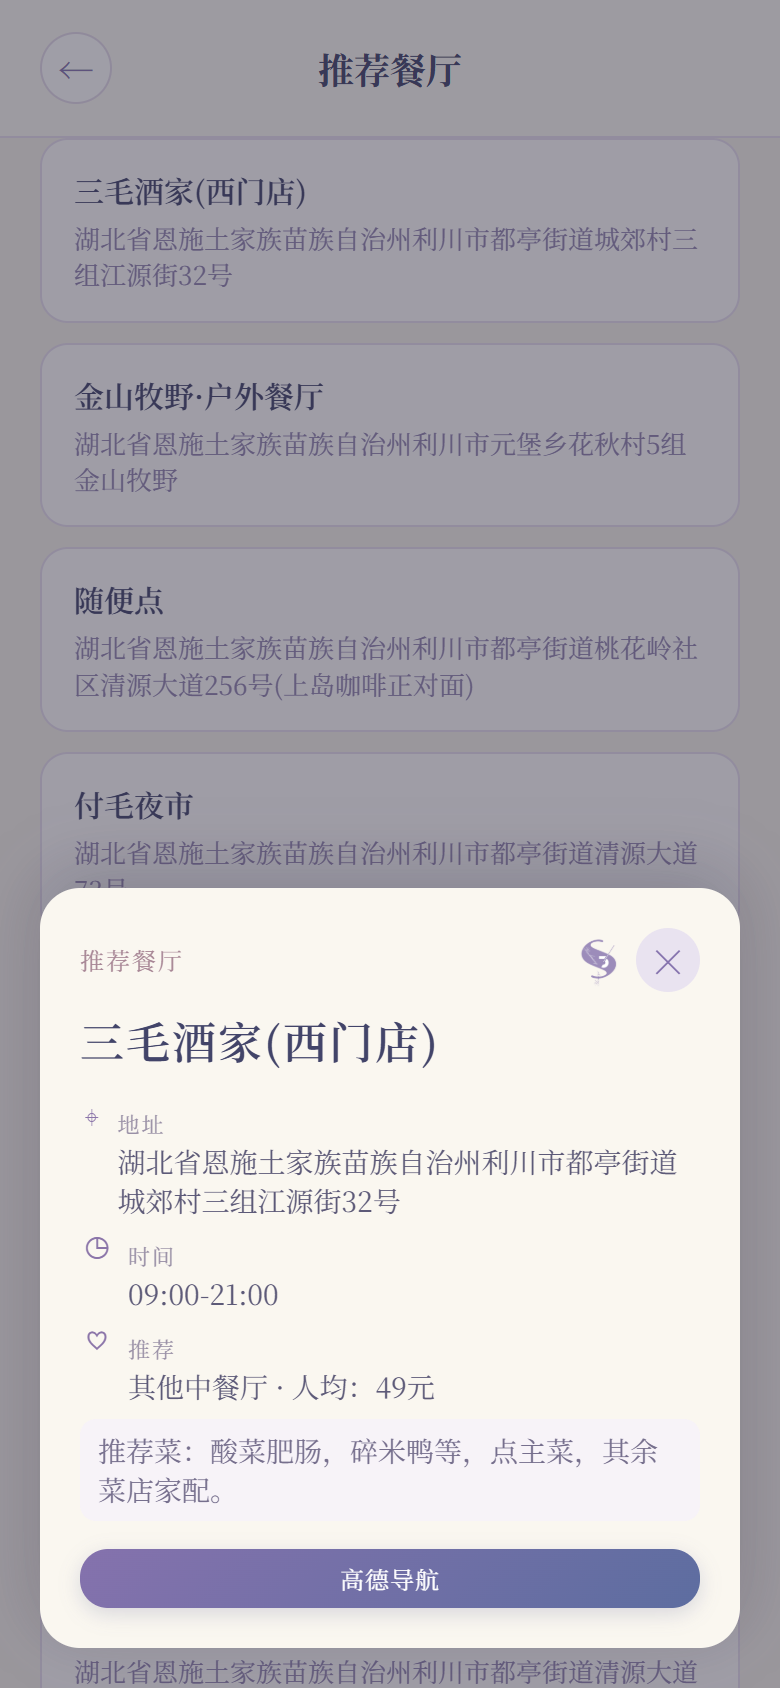 推荐餐厅
三毛酒家(西门店)
湖北省恩施土家族苗族自治州利川市都亭街道城郊村三
组江源街32号
金山牧野·户外餐厅
湖北省恩施土家族苗族自治州利川市元堡乡花秋村5组
金山牧野
随便点
湖北省恩施土家族苗族自治州利川市都亭街道桃花岭社
区清源大道256号(上岛咖啡正对面)
付毛夜市
湖北省恩施土家族苗族自治州利川市都亭街道清源大道
推荐餐厅
三毛酒家(西门店)
地址
湖北省恩施土家族苗族自治州利川市都亭街道
城郊村三组江源街32号
时间
09:00-21:00
推荐
其他中餐厅 · 人均：49元
推荐菜：酸菜肥肠，碎米鸭等，点主菜，其余
菜店家配。
高德导航
湖北省恩施土家族苗族自治州利川市都亭街道清源大道